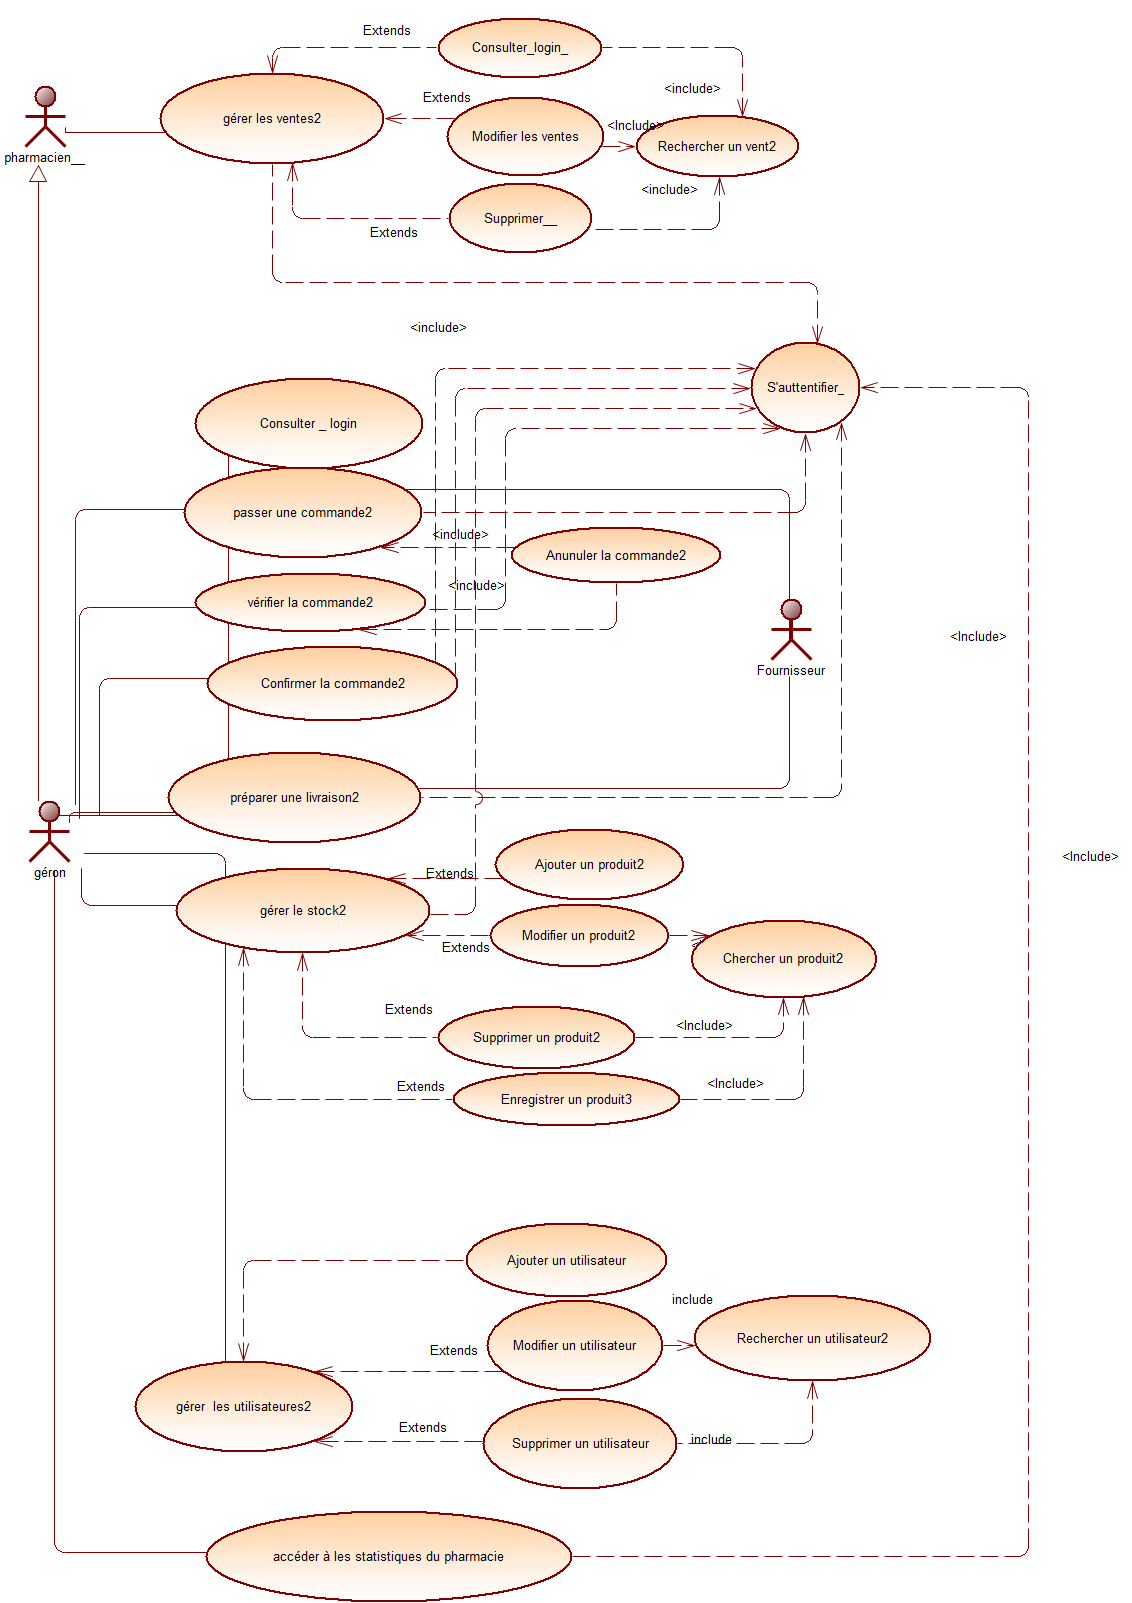 Extends
Consulter_login_
<include>
Extends
gérer les ventes2
Modifier les ventes
<Include>
Rechercher un vent2
pharmacien__
<include>
Supprimer__
Extends
<include>
S'auttentifier_
Consulter _ login
passer une commande2
<include>
Anunuler la commande2
<include>
vérifier la commande2
<Include>
Fournisseur
Confirmer la commande2
préparer une livraison2
<Include>
géron
Ajouter un produit2
Extends
gérer le stock2
Modifier un produit2
Extends
Chercher un produit2
Extends
<Include>
Supprimer un produit2
Extends
<Include>
Enregistrer un produit3
Ajouter un utilisateur
include
Rechercher un utilisateur2
Modifier un utilisateur
Extends
gérer  les utilisateures2
Extends
Supprimer un utilisateur
include
accéder à les statistiques du pharmacie